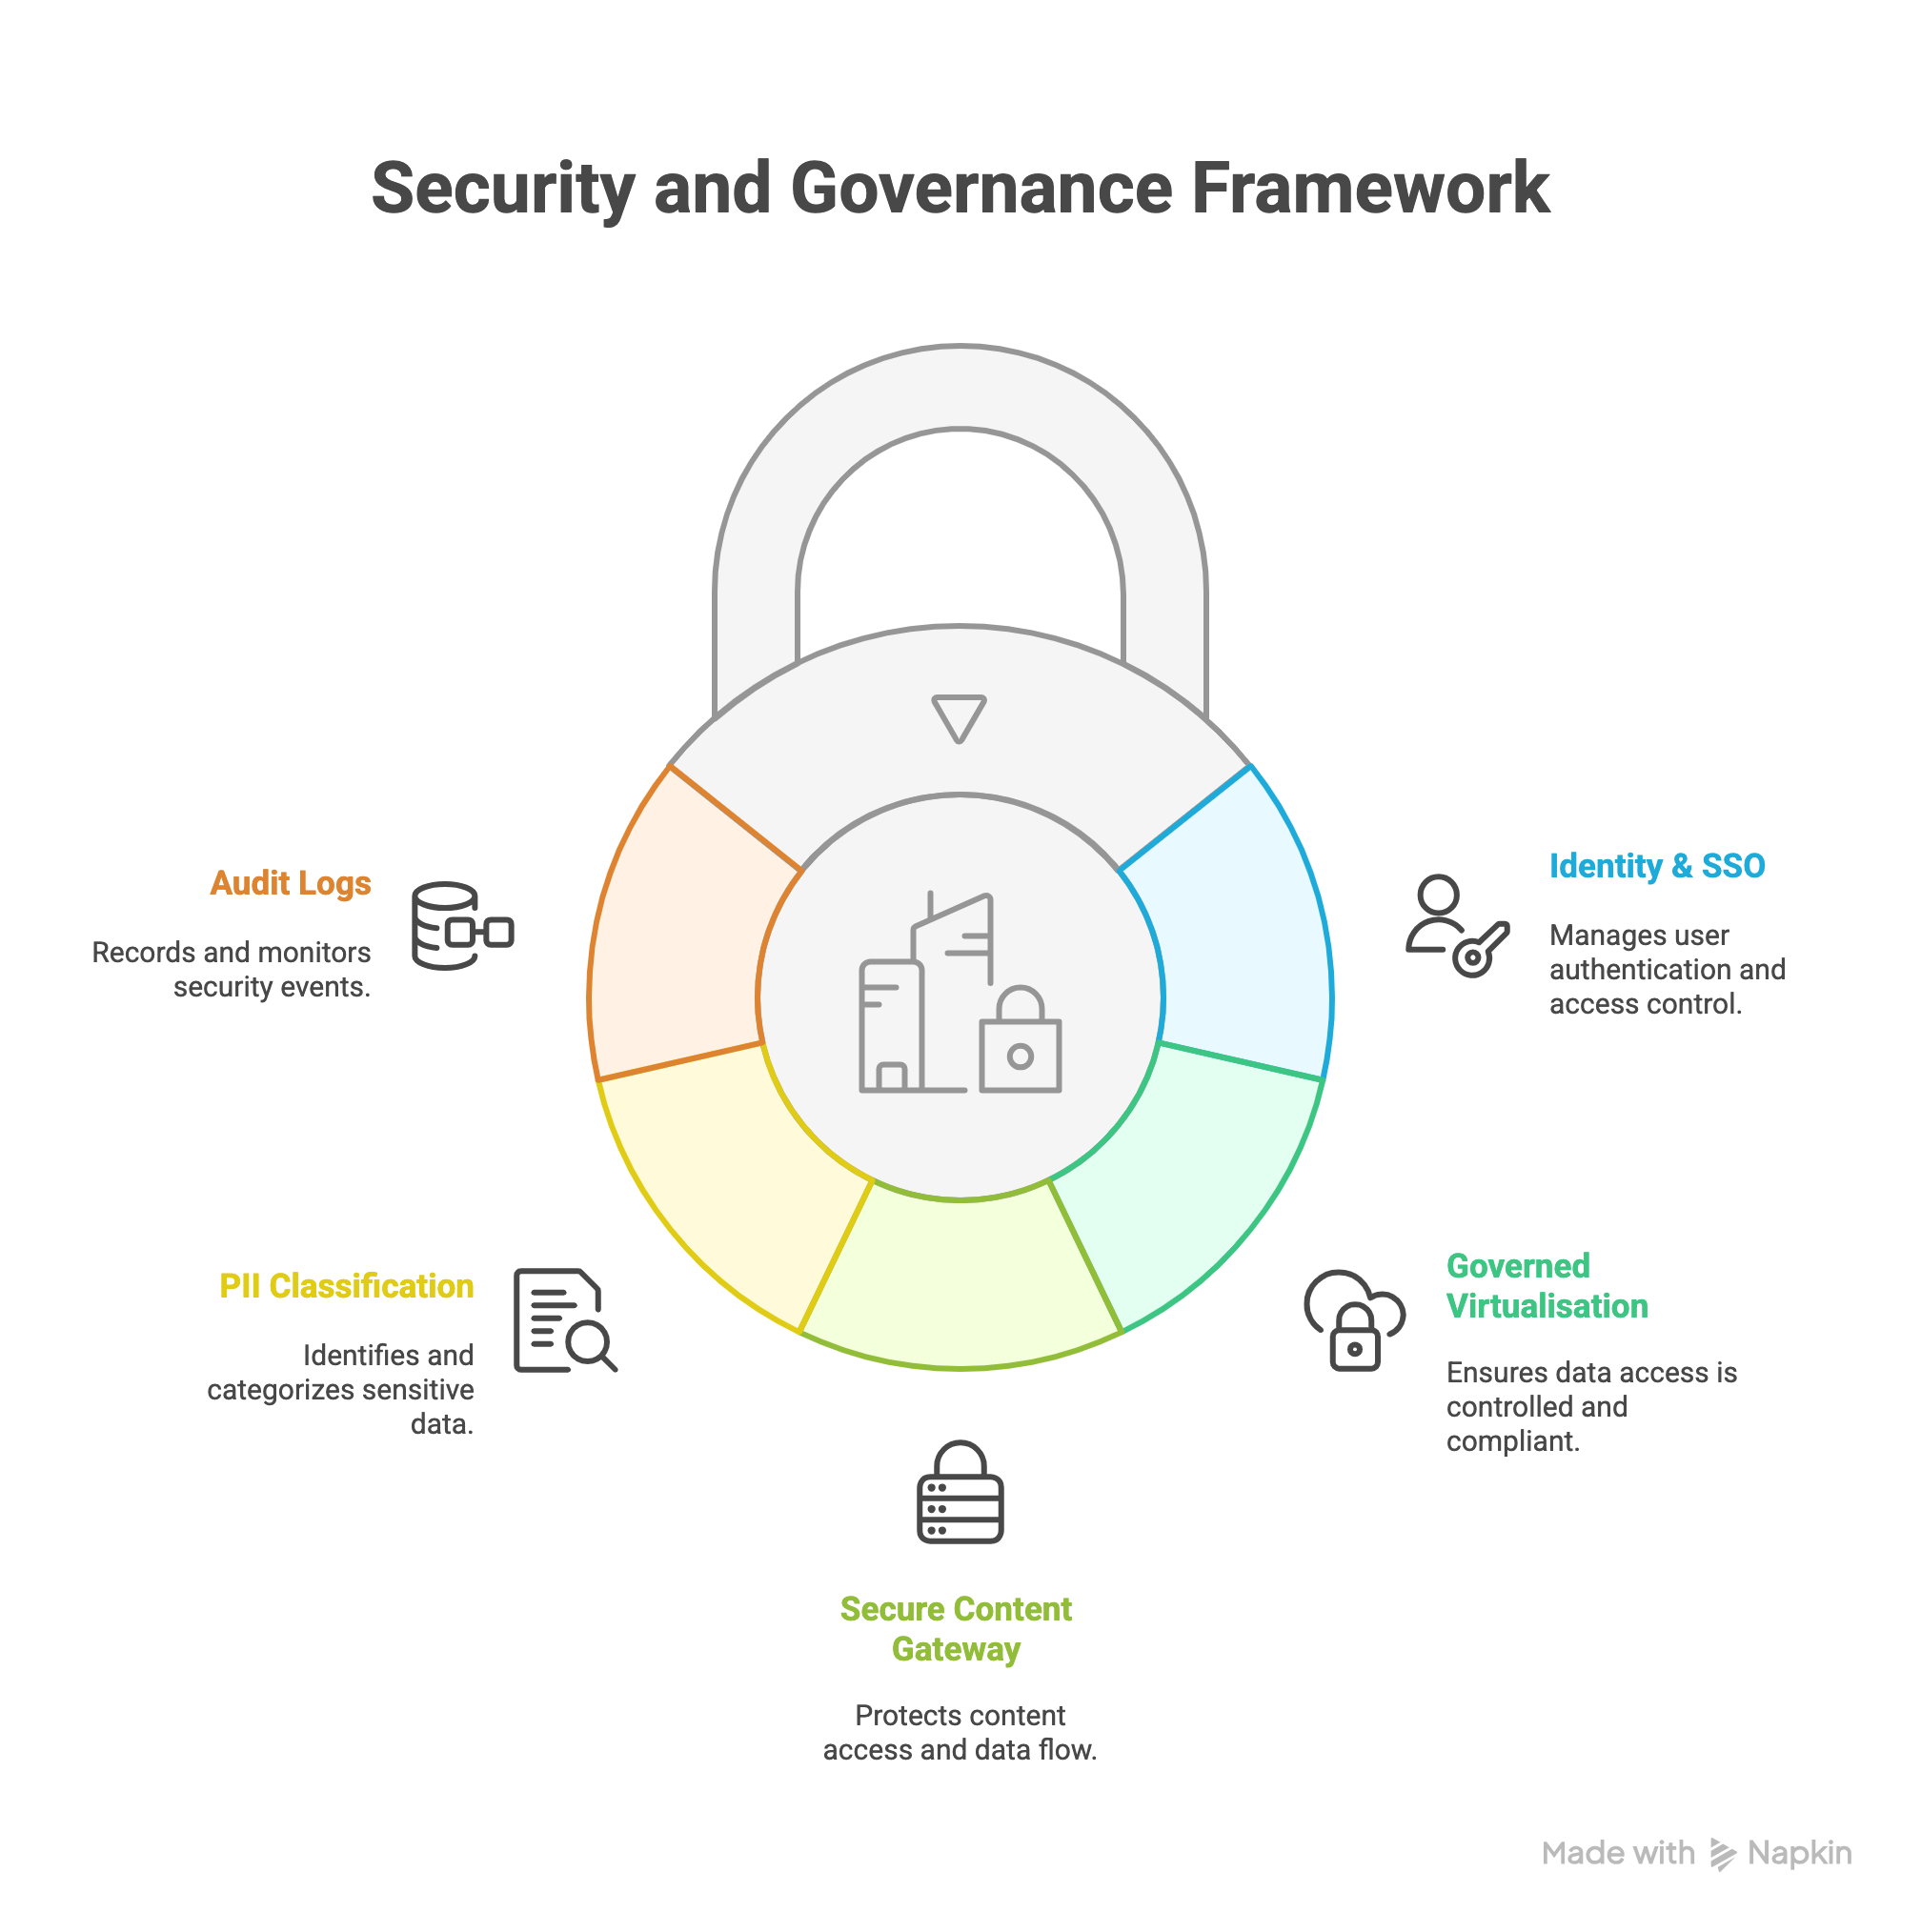 Security and Governance Framework
Audit Logs
Records and monitors
security events.
Identity & SSO
Manages user
authentication and
access control.
PII Classification
Identifies and
categorizes sensitive
data.
Governed
Virtualisation
Ensures data access is
controlled and
compliant.
Secure Content
Gateway
Protects content
access and data flow.
Made with Napkin